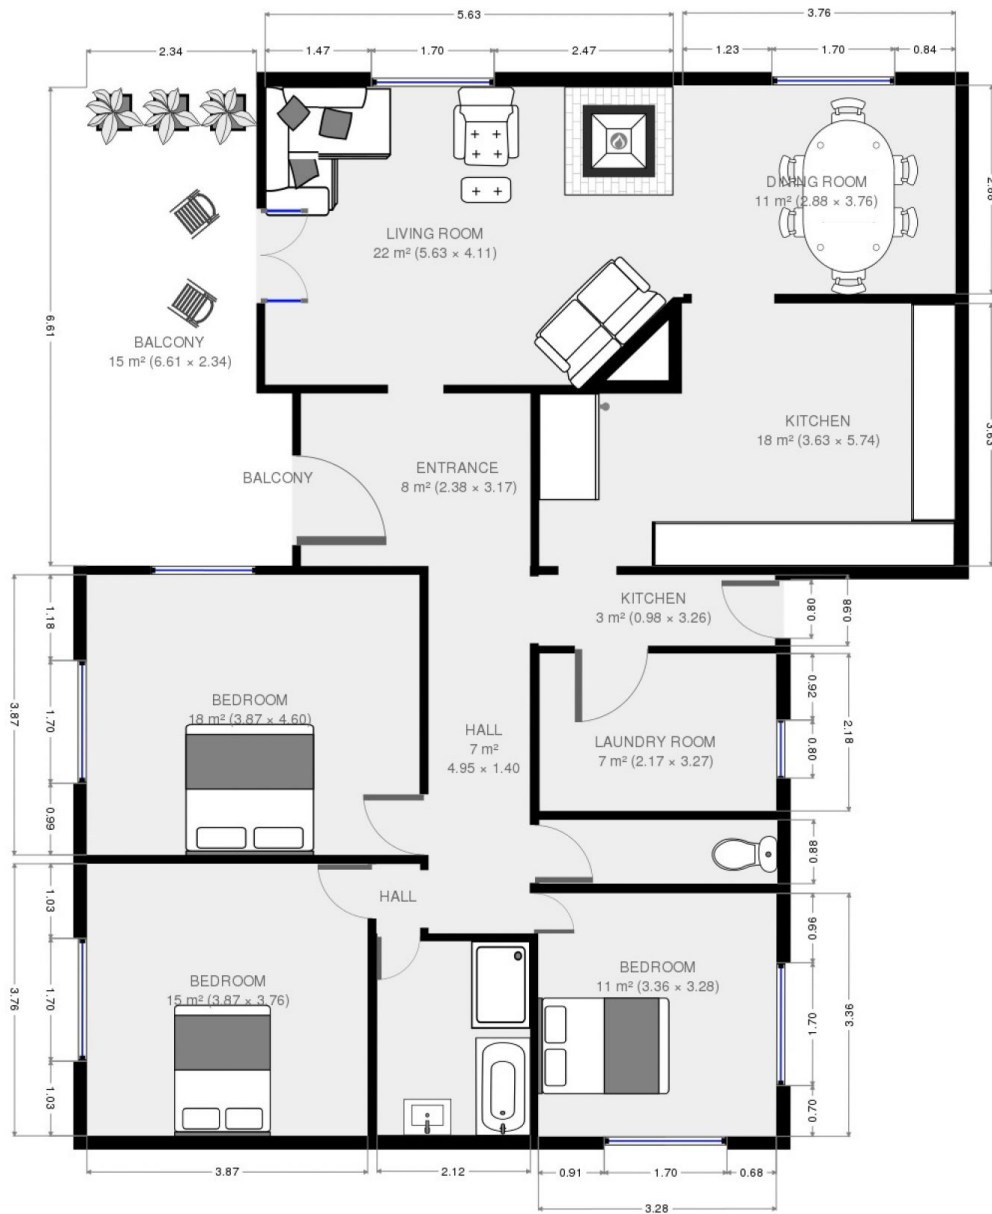 5.63
3.76
2.34
1.47
1.70
2.47
1.23
1.70
0.84
DINING ROOM
11 m² (2.88 × 3.76)
2.88
LIVING ROOM
22 m² (5.63 × 4.11)
6.61
BALCONY
15 m² (6.61 × 2.34)
KITCHEN
18 m² (3.63 × 5.74)
3.63
ENTRANCE
8 m² (2.38 × 3.17)
BALCONY
KITCHEN
3 m² (0.98 × 3.26)
0.80
0.98
1.18
3.87
1.70
0.99
BEDROOM
18 m² (3.87 × 4.60)
HALL
7 m²
4.95 × 1.40
LAUNDRY ROOM
7 m² (2.17 × 3.27)
0.92
0.80
2.18
0.88
HALL
1.03
3.76
1.70
1.03
BEDROOM
15 m² (3.87 × 3.76)
BEDROOM
11 m² (3.36 × 3.28)
0.96
1.70
0.70
3.36
3.87
2.12
0.91
1.70
0.68
3.28